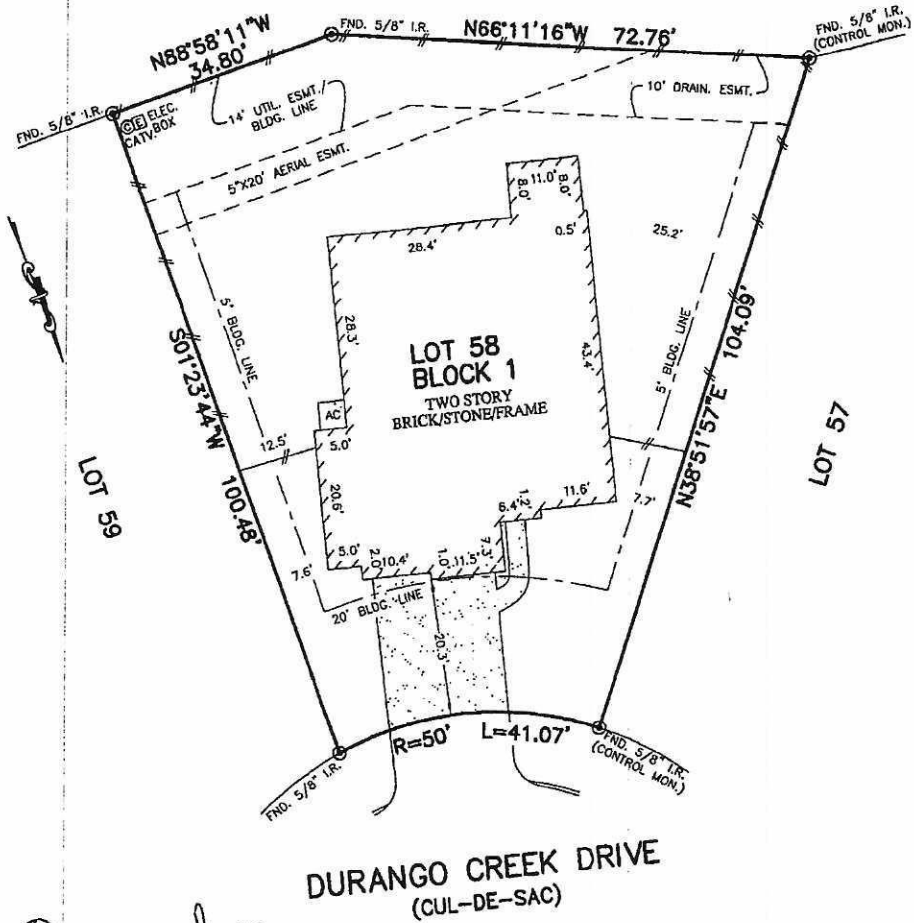 N88°58'11"W
34.80'
FND. 5/8" I.R.
N66°11'16"W 72.76'
FND. 5/8" I.R.
(CONTROL MON.)
FND. 5/8" I.R.
C E ELEC.
CATV.BOX
14' UTIL. ESMT./
BLDG. LINE
10' DRAIN. ESMT.
5"X20' AERIAL ESMT.
11.0'
8.0'
8.0'
28.4'
0.5'
25.2'
5' BLDG. LINE
28.3'
LOT 58
BLOCK 1
TWO STORY
BRICK/STONE/FRAME
43.4'
5' BLDG. LINE
N38°51'57"E 104.09'
S01°23'44"W 100.48'
AC
12.5'
5.0'
LOT 59
LOT 57
20.6'
11.6'
7.7'
6.4'
1.2'
5.0'
2.0'
10.4'
1.0'
11.5'
7.3'
7.6'
20' BLDG. LINE
20.3'
R=50' L=41.07'
FND. 5/8" I.R.
FND. 5/8" I.R.
(CONTROL MON.)
DURANGO CREEK DRIVE
(CUL-DE-SAC)